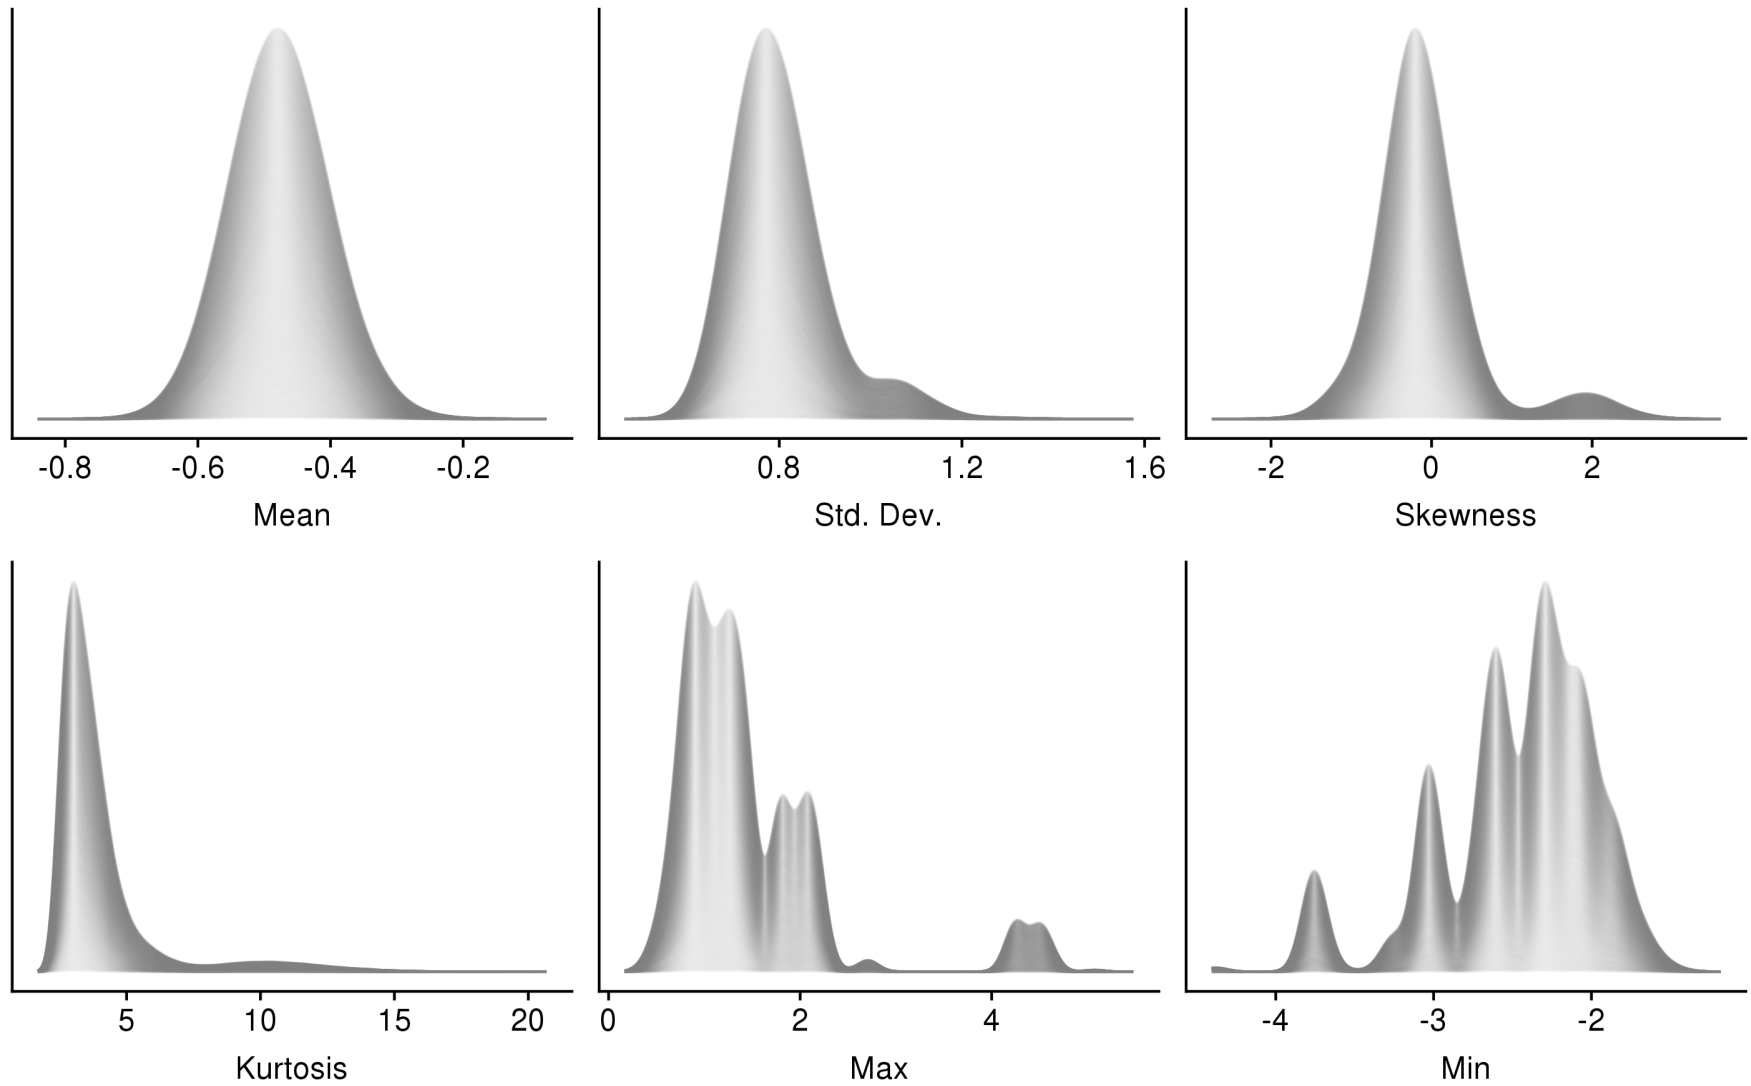 -0.8 -0.6 -0.4 -0.2
Mean
0.8 1.2 1.6
Std. Dev.
-2 0 2
Skewness
5 10 15 20
Kurtosis
0 2 4
Max
-4 -3 -2
Min